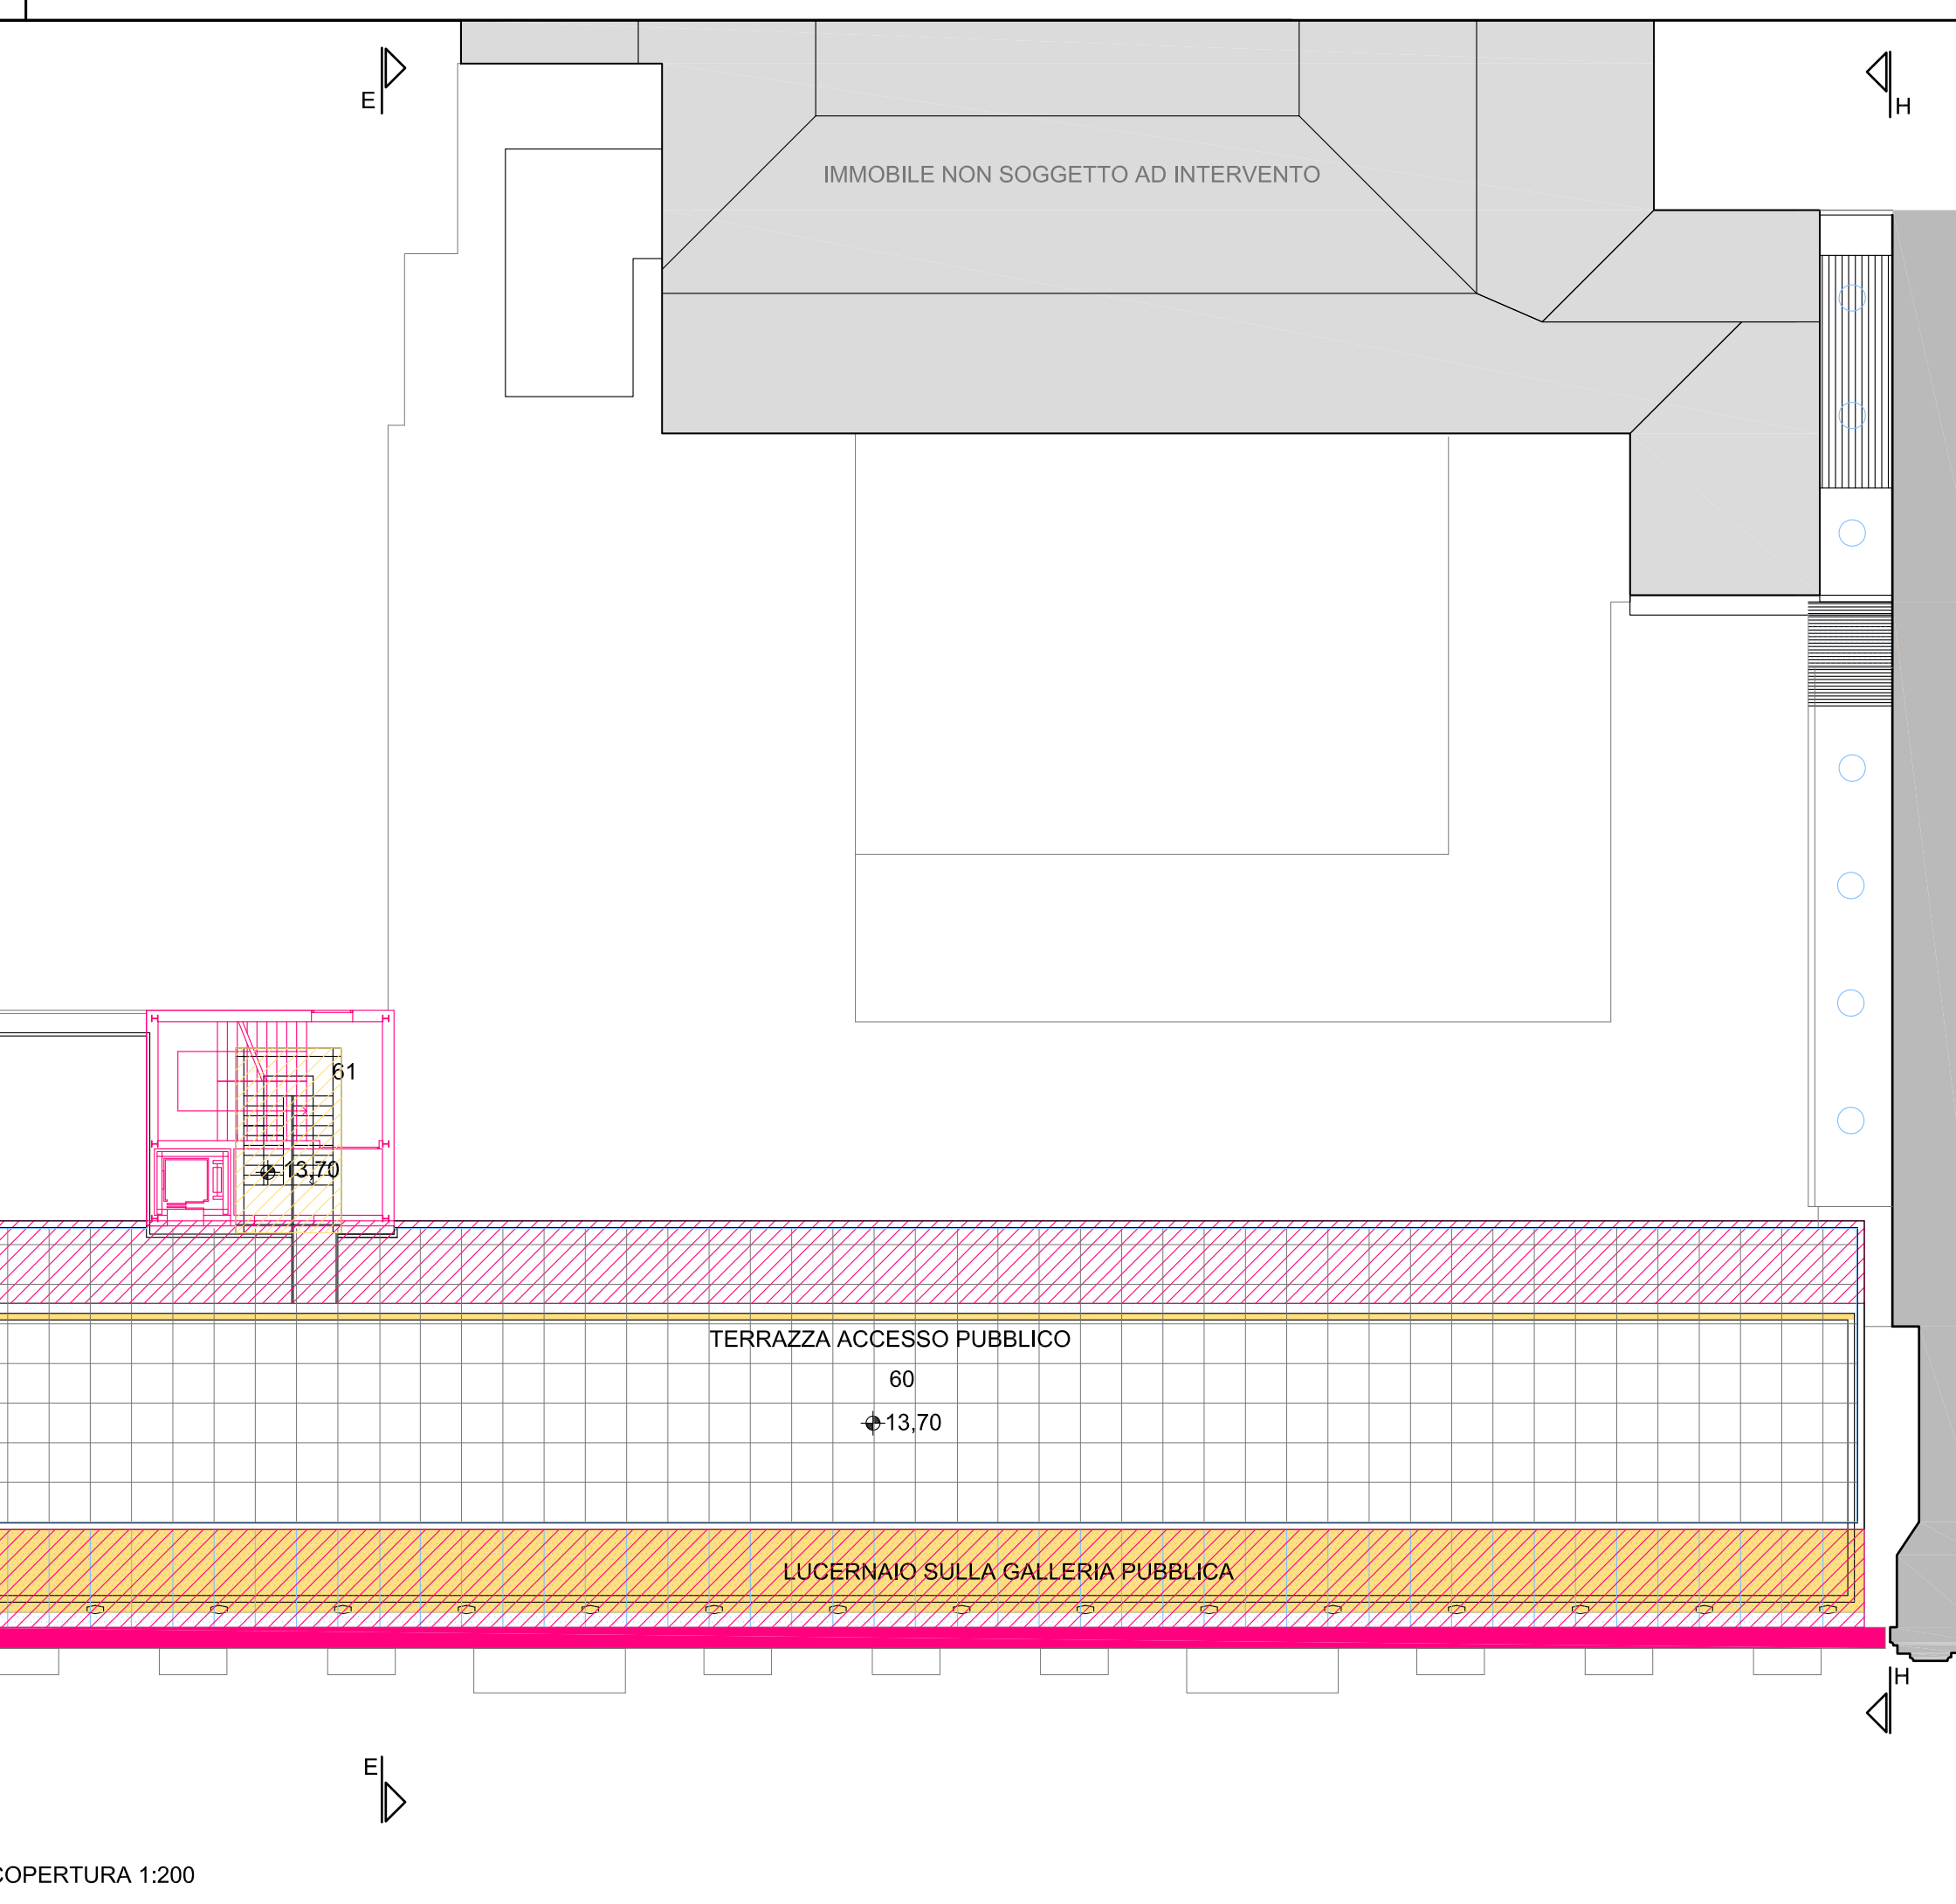 E
H
IMMOBILE NON SOGGETTO AD INTERVENTO
61
13,70
TERRAZZA ACCESSO PUBBLICO
60
13,70
LUCERNAIO SULLA GALLERIA PUBBLICA
H
E
COPERTURA 1:200